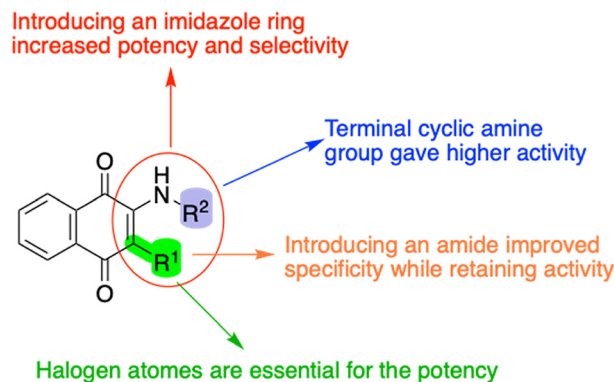 Introducing an imidazole ring
increased potency and selectivity
Terminal cyclic amine
group gave higher activity
O
H
N
R²
R¹
O
Introducing an amide improved
specificity while retaining activity
Halogen atomes are essential for the potency